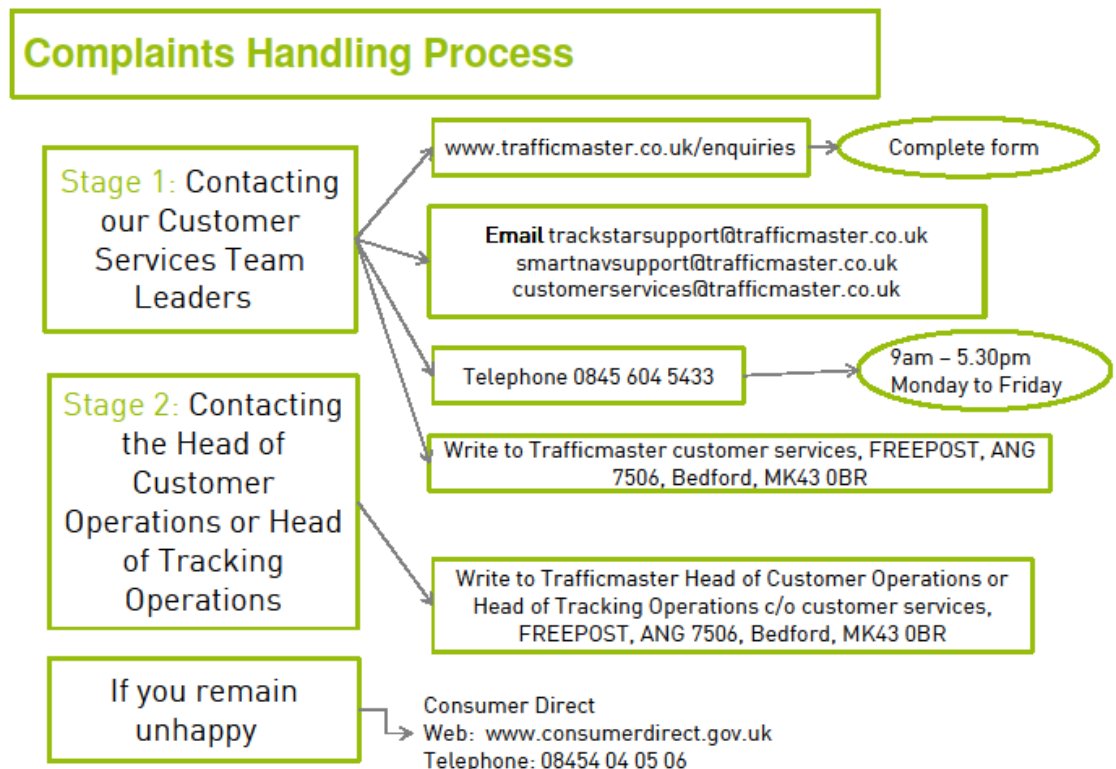 Complaints Handling Process
Stage 1: Contacting
our Customer
Services Team
Leaders
www.trafficmaster.co.uk/enquiries
Complete form
Email trackstarsupport@trafficmaster.co.uk
smartnavsupport@trafficmaster.co.uk
customerservices@trafficmaster.co.uk
Telephone 0845 604 5433
9am – 5.30pm
Monday to Friday
Write to Trafficmaster customer services, FREEPOST, ANG
7506, Bedford, MK43 0BR
Stage 2: Contacting
the Head of
Customer
Operations or Head
of Tracking
Operations
Write to Trafficmaster Head of Customer Operations or
Head of Tracking Operations c/o customer services,
FREEPOST, ANG 7506, Bedford, MK43 0BR
If you remain
unhappy
Consumer Direct
Web: www.consumerdirect.gov.uk
Telephone: 08454 04 05 06